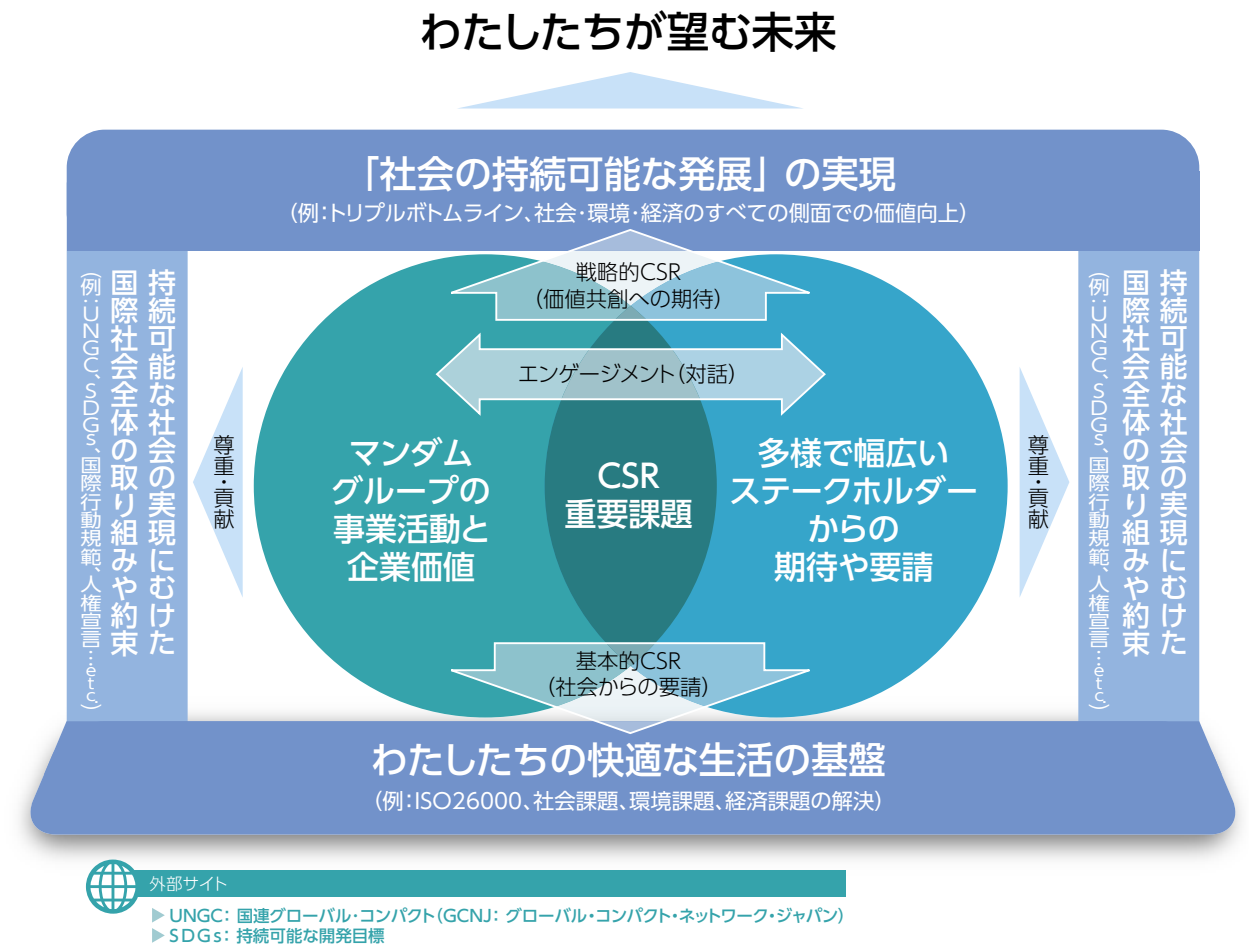 わたしたちが望む未来
「社会の持続可能な発展」の実現
(例:トリプルボトムライン、社会・環境・経済のすべての側面での価値向上)
持続可能な社会の実現にむけた
国際社会全体の取り組みや約束
(例:UNGC、SDGs、国際行動規範、人権宣言…etc.)
尊重・貢献
戦略的CSR
(価値共創への期待)
エンゲージメント(対話)
マンダム
グループの
事業活動と
企業価値
CSR
重要課題
多様で幅広い
ステークホルダー
からの
期待や要請
基本的CSR
(社会からの要請)
尊重・貢献
持続可能な社会の実現にむけた
国際社会全体の取り組みや約束
(例:UNGC、SDGs、国際行動規範、人権宣言…etc.)
わたしたちの快適な生活の基盤
(例:ISO26000、社会課題、環境課題、経済課題の解決)
外部サイト
▶ UNGC: 国連グローバル・コンパクト(GCNJ: グローバル・コンパクト・ネットワーク・ジャパン)
▶ SDGs: 持続可能な開発目標